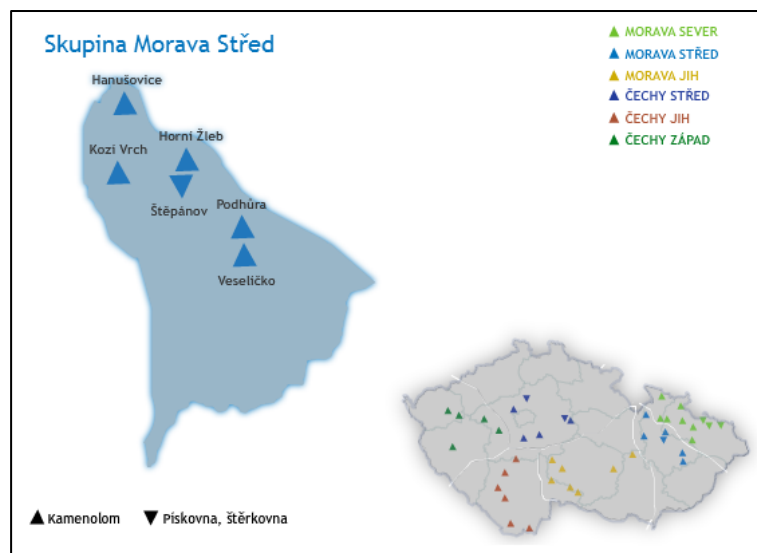 Skupina Morava Střed
Hanušovice
Horní Žleb
Kozí Vrch
Štěpánov
Podhůra
Veselíčko
MORAVA SEVER
MORAVA STŘED
MORAVA JIH
ČECHY STŘED
ČECHY JIH
ČECHY ZÁPAD
Kamenolom
Pískovna, štěrkovna